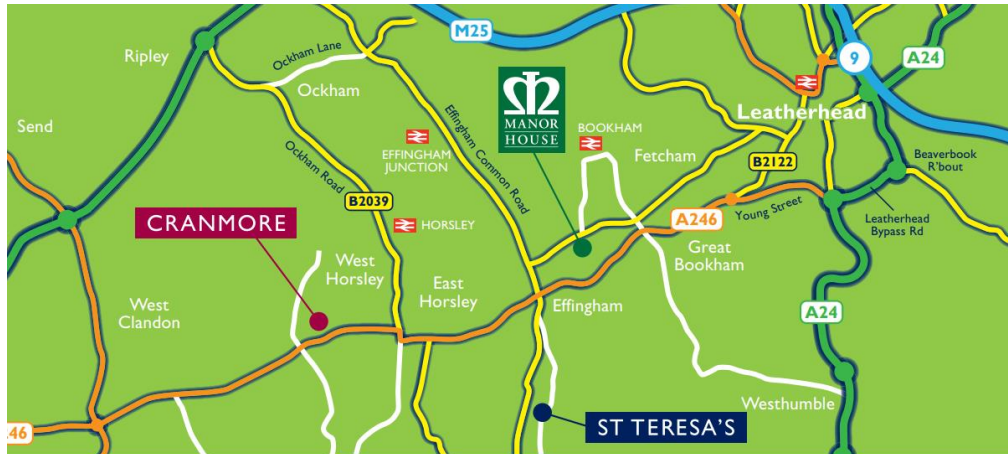 M25
9
A24
Ripley
Ockham Lane
Ockham
MANOR
HOUSE
Leatherhead
Send
EFFINGHAM
JUNCTION
Effingham Common Road
BOOKHAM
Fetcham
B2122
Beaverbook
R'bout
Ockham Road
B2039
CRANMORE
HORSLEY
A246
Young Street
Leatherhead
Bypass Rd
West
Horsley
East
Horsley
Great
Bookham
West
Clandon
Effingham
A24
Westhumble
ST TERESA'S
46